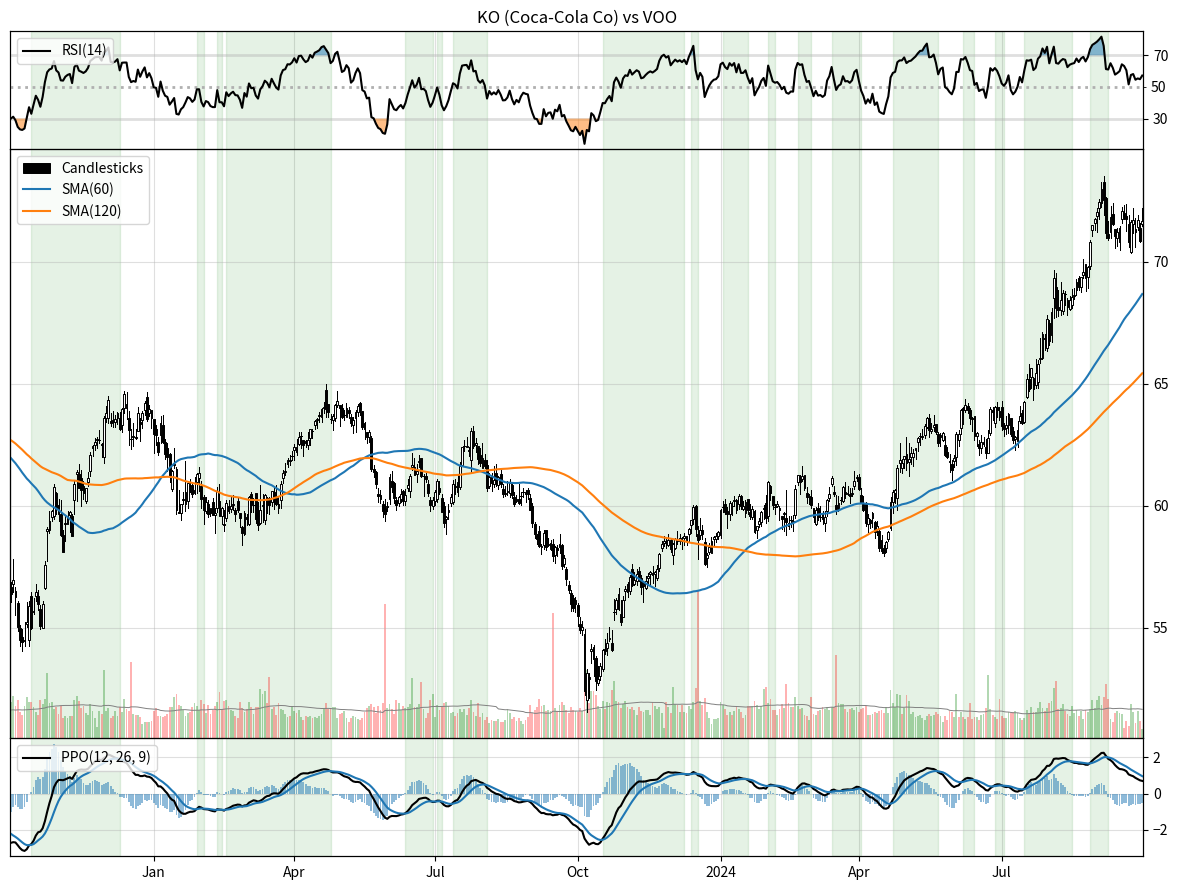 KO (Coca-Cola Co) vs VOO
RSI(14)
70
50
30
Candlesticks
SMA(60)
SMA(120)
70
65
60
55
PPO(12, 26, 9)
2
0
−2
Jan Apr Jul Oct 2024 Apr Jul